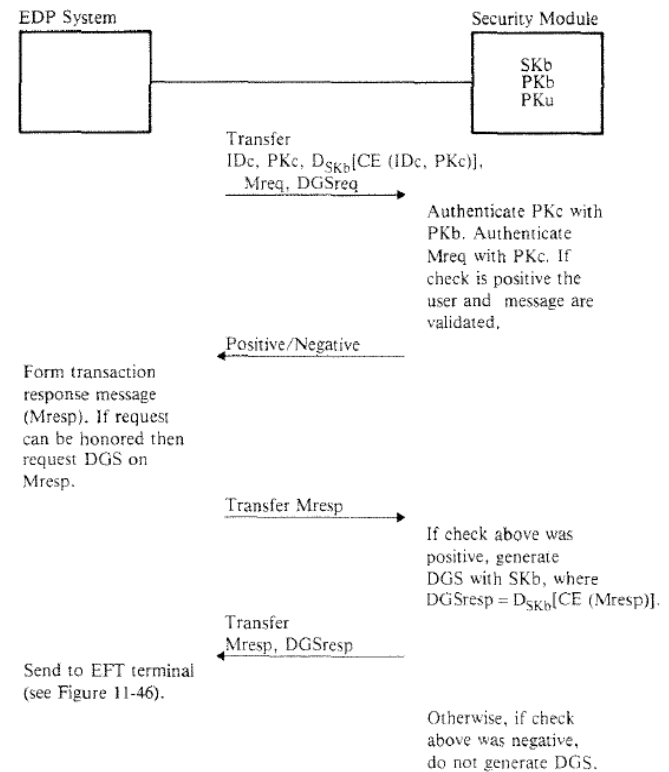 EDP System
Security Module
SKb
PKb
PKu
Transfer
IDc, PKc, D_SKb[CE (IDc, PKc)],
Mreq, DGSreq
Authenticate PKc with
PKb. Authenticate
Mreq with PKc. If
check is positive the
user and message are
validated,
Positive/Negative
Form transaction
response message
(Mresp). If request
can be honored then
request DGS on
Mresp.
Transfer Mresp
If check above was
positive, generate
DGS with SKb, where
DGSresp = D_SKb[CE (Mresp)].
Transfer
Mresp, DGSresp
Send to EFT terminal
(see Figure 11-46).
Otherwise, if check
above was negative,
do not generate DGS.